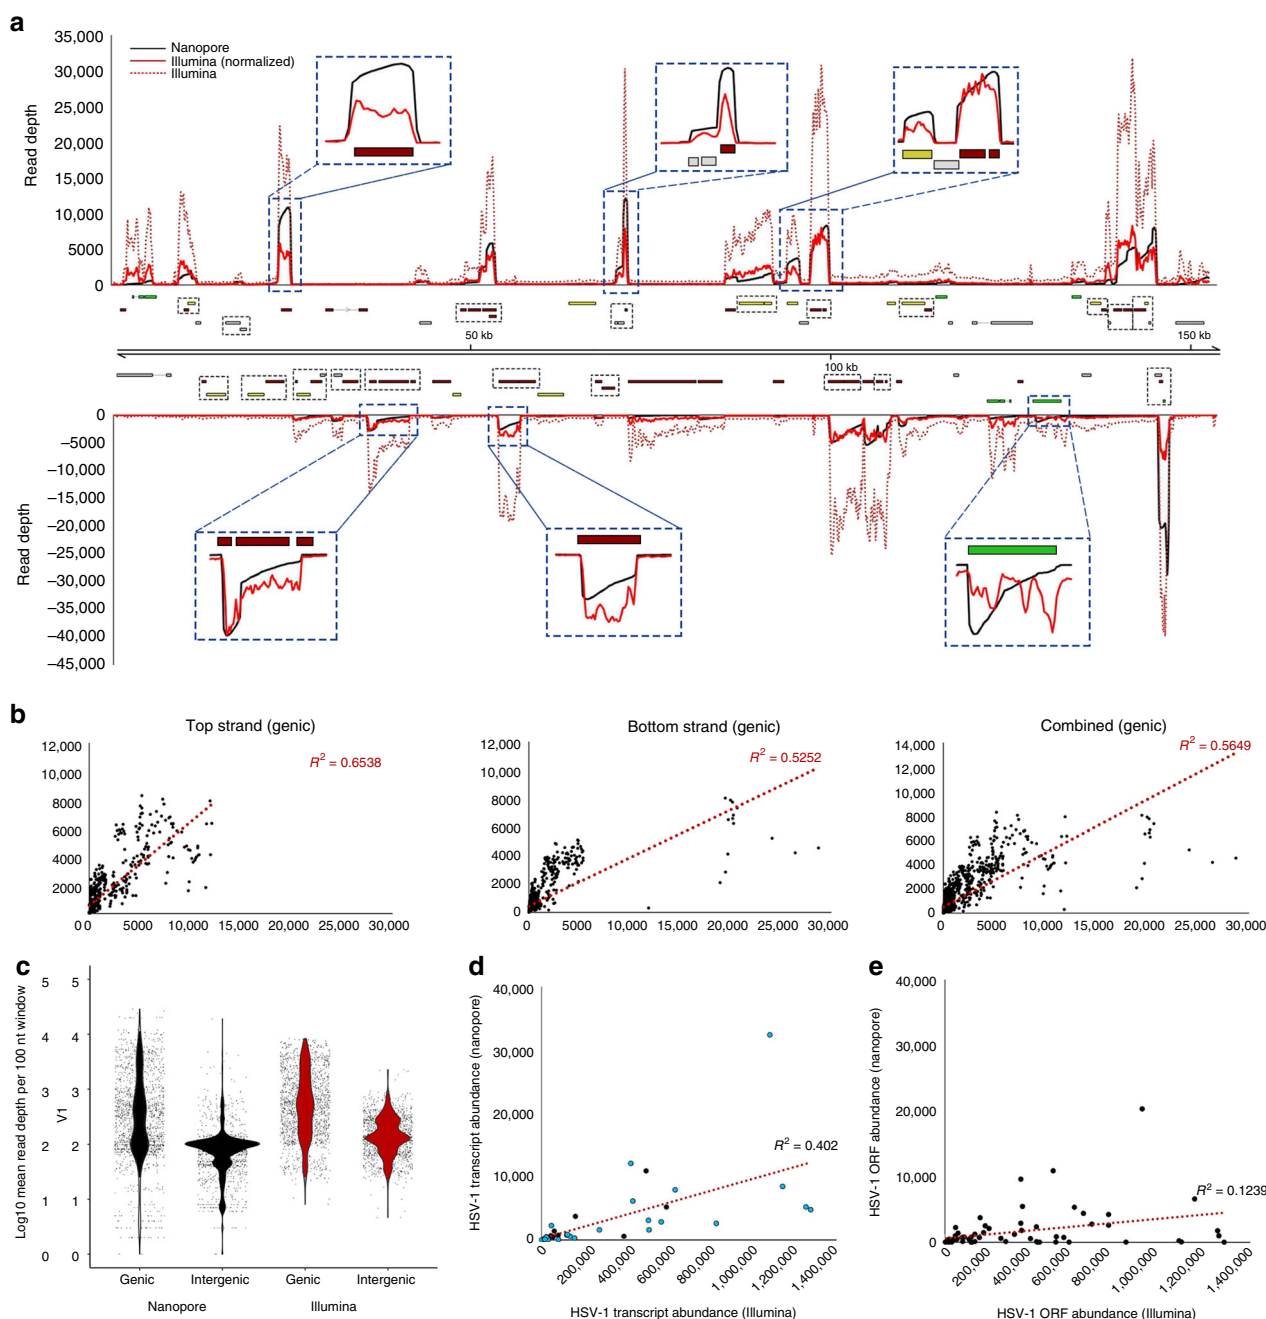 a
35,000
30,000
25,000
20,000
15,000
10,000
5000
0
Read depth
Nanopore
Illumina (normalized)
Illumina
50 kb
150 kb
100 kb
0
–5000
–10,000
–15,000
–20,000
–25,000
–30,000
–35,000
–40,000
–45,000
Read depth
b
Top strand (genic)
R² = 0.6538
12,000
10,000
8000
6000
4000
2000
0
0 5000 10,000 15,000 20,000 25,000 30,000
Bottom strand (genic)
R² = 0.5252
12,000
10,000
8000
6000
4000
2000
0
0 5000 10,000 15,000 20,000 25,000 30,000
Combined (genic)
R² = 0.5649
14,000
12,000
10,000
8000
6000
4000
2000
0
0 5000 10,000 15,000 20,000 25,000 30,000
c
Log10 mean read depth per 100 nt window
V1
5 5
4 4
3 3
2 2
1 1
0 0
Genic Intergenic Genic Intergenic
Nanopore Illumina
d
HSV-1 transcript abundance (nanopore)
40,000
30,000
20,000
10,000
0
R² = 0.402
0 200,000 400,000 600,000 800,000 1,000,000 1,200,000 1,400,000
HSV-1 transcript abundance (Illumina)
e
HSV-1 ORF abundance (nanopore)
40,000
30,000
20,000
10,000
0
R² = 0.1239
0 200,000 400,000 600,000 800,000 1,000,000 1,200,000 1,400,000
HSV-1 ORF abundance (Illumina)